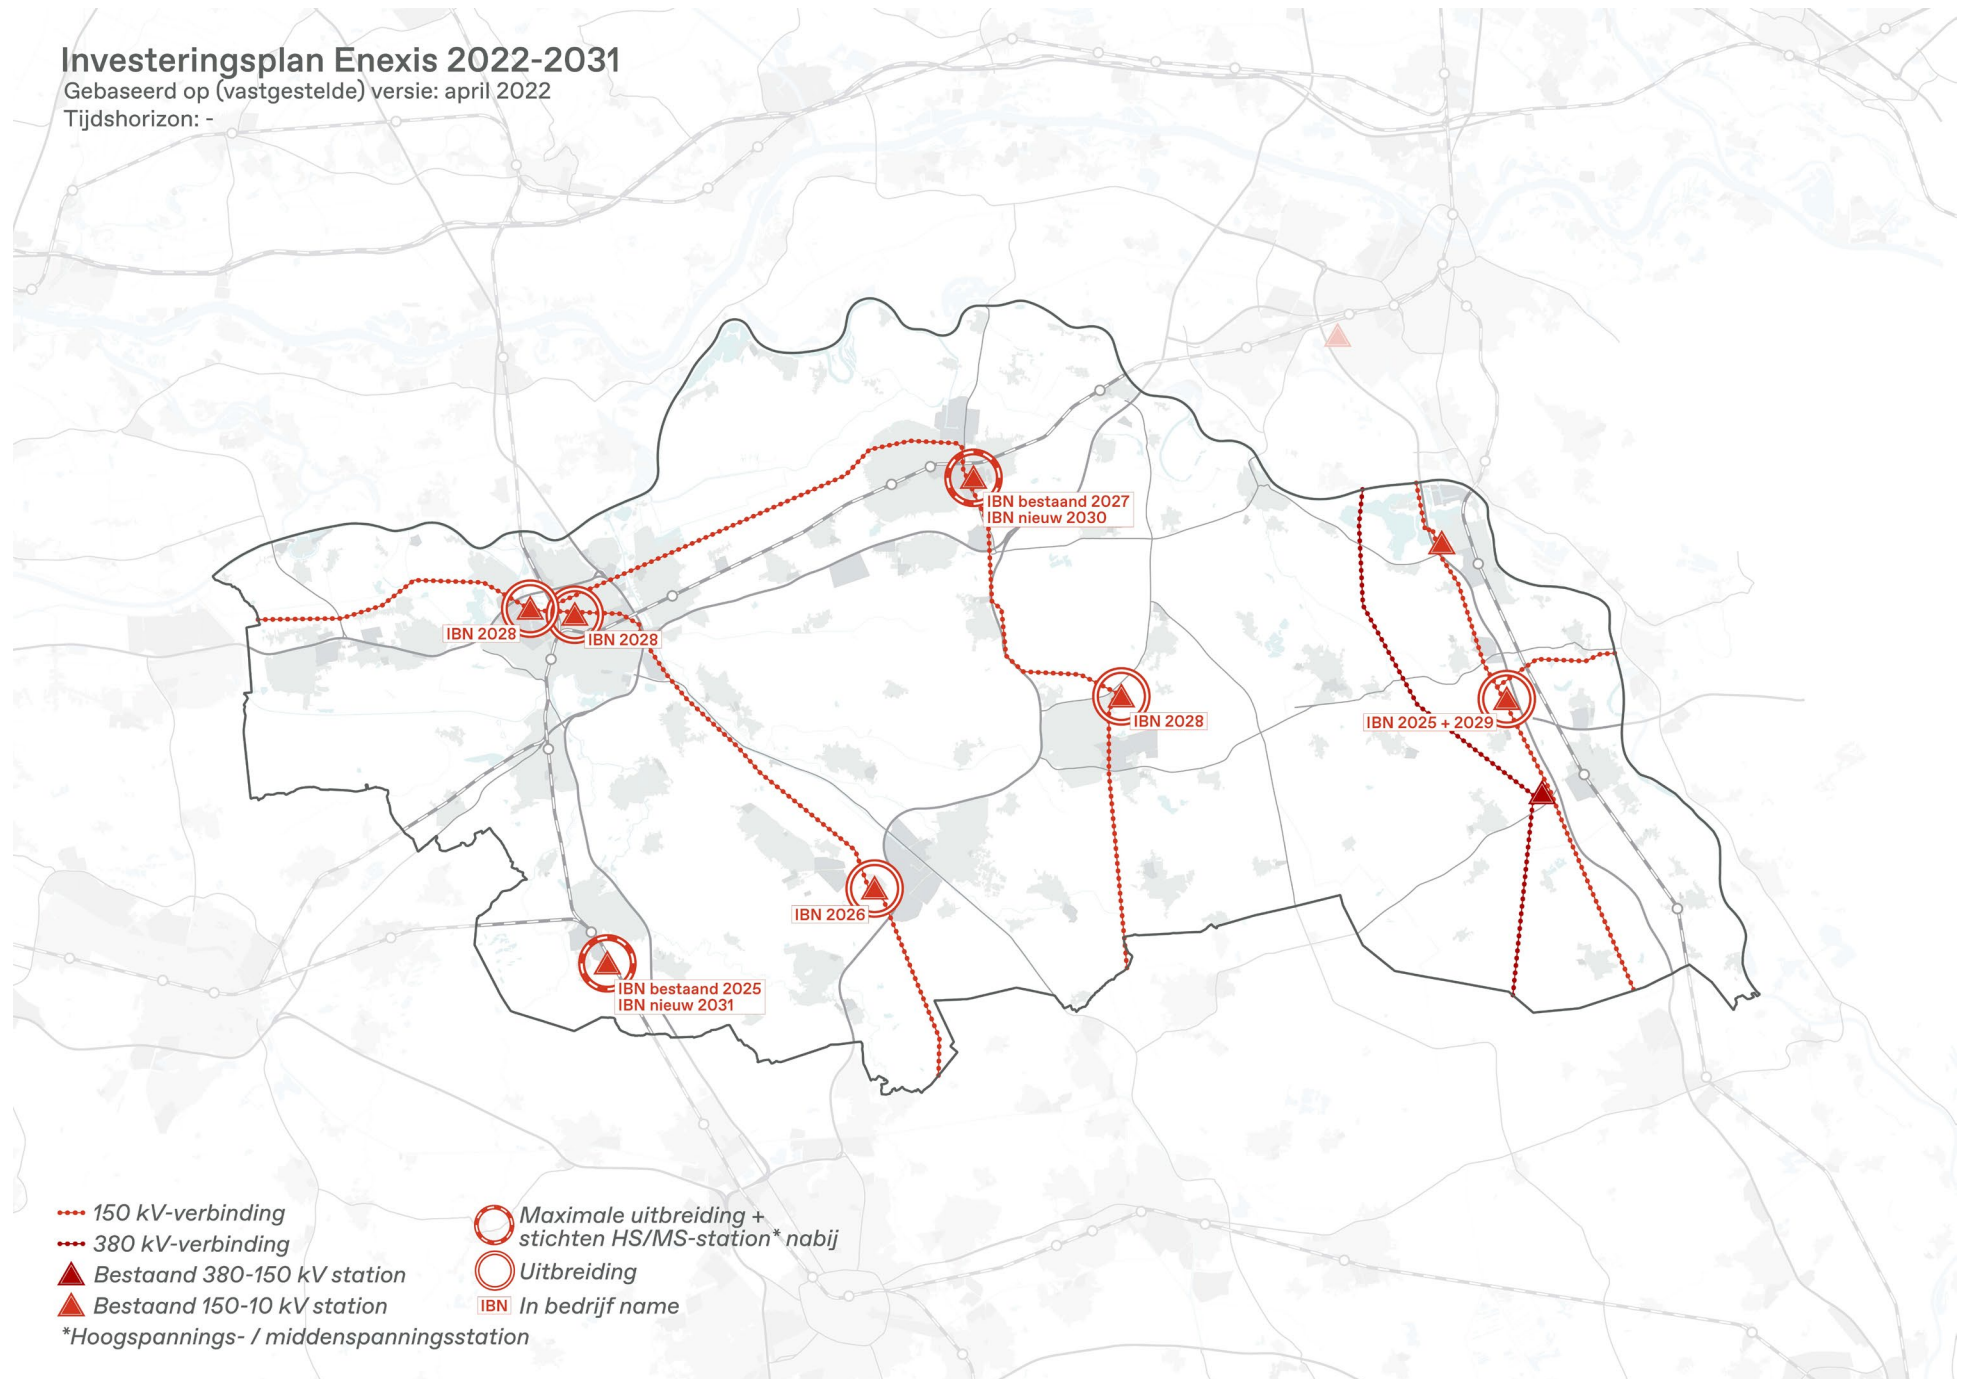 Investeringsplan Enexis 2022-2031
Gebaseerd op (vastgestelde) versie: april 2022
Tijdshorizon: -
IBN bestaand 2027
IBN nieuw 2030
IBN 2028
IBN 2028
IBN 2028
IBN 2025 + 2029
IBN 2026
IBN bestaand 2025
IBN nieuw 2031
150 kV-verbinding
380 kV-verbinding
Bestaand 380-150 kV station
Bestaand 150-10 kV station
*Hoogspannings- / middenspanningsstation
Maximale uitbreiding +
stichten HS/MS-station* nabij
Uitbreiding
IBN In bedrijf name